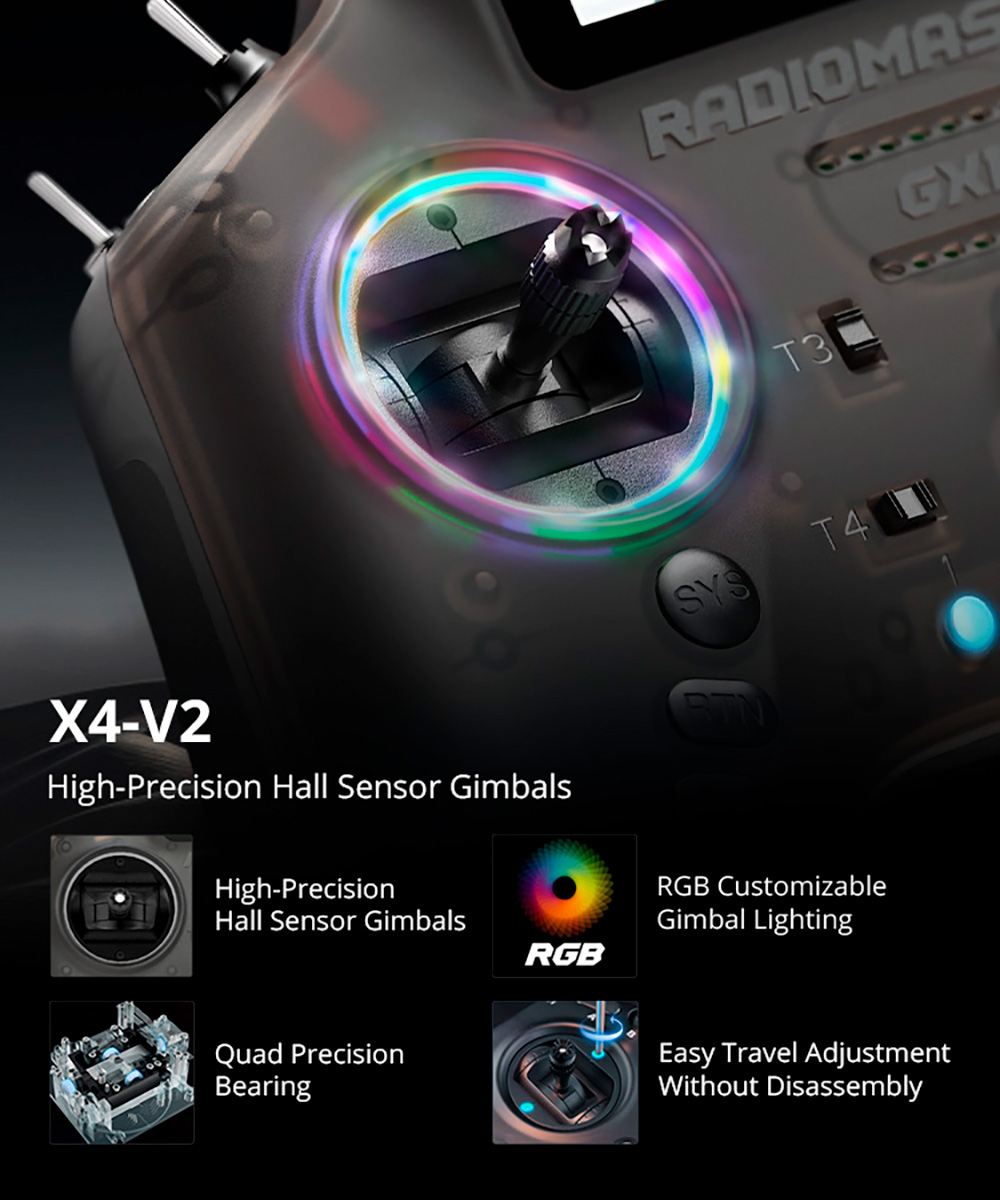 RADIOMAS
GX
T3
T4
1
SYS
RTN
X4-V2
High-Precision Hall Sensor Gimbals
High-Precision
Hall Sensor Gimbals
RGB
RGB Customizable
Gimbal Lighting
Quad Precision
Bearing
Easy Travel Adjustment
Without Disassembly